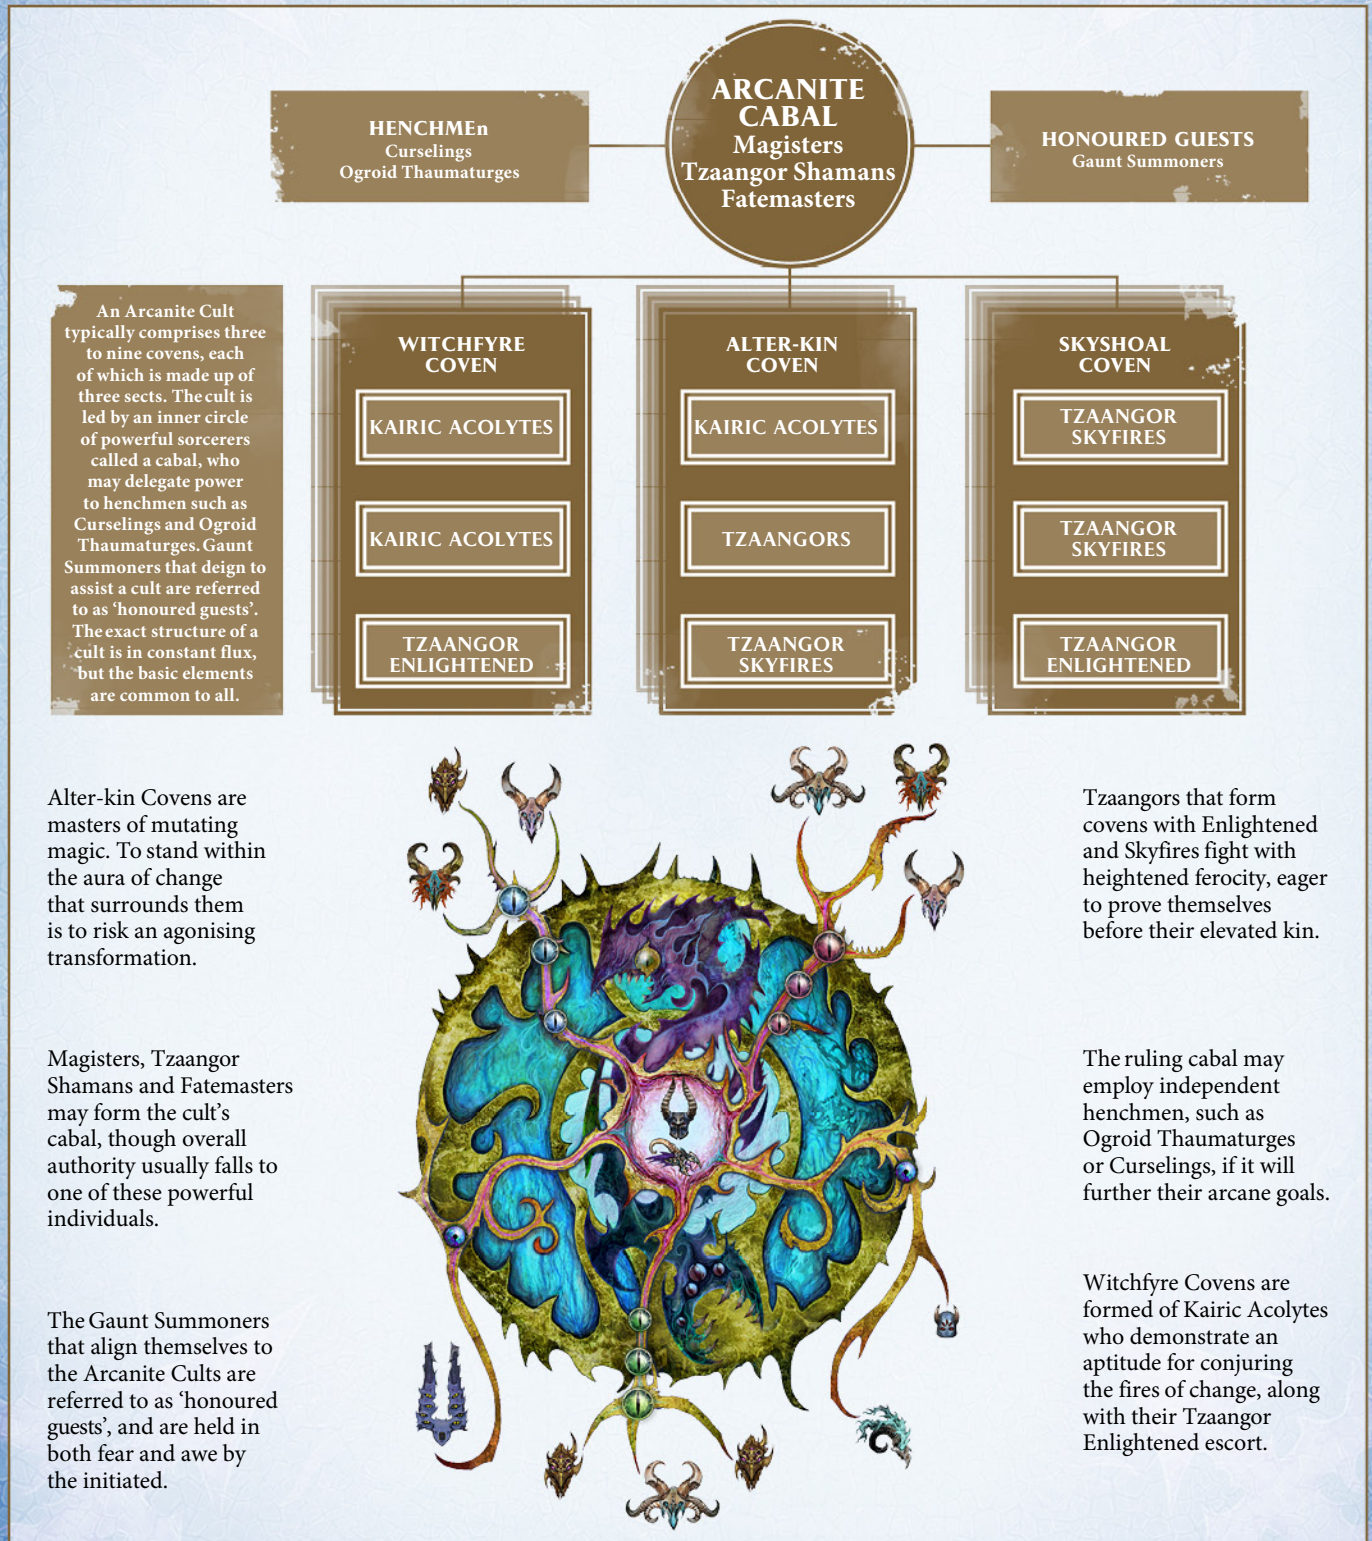 ARCANITE
CABAL
Magisters
Tzaangor Shamans
Fatemasters
HENCHMEn
Curselings
Ogroid Thaumaturges
HONOURED GUESTS
Gaunt Summoners
An Arcanite Cult
typically comprises three
to nine covens, each
of which is made up of
three sects. The cult is
led by an inner circle
of powerful sorcerers
called a cabal, who
may delegate power
to henchmen such as
Curselings and Ogroid
Thaumaturges. Gaunt
Summoners that deign to
assist a cult are referred
to as ‘honoured guests’.
The exact structure of a
cult is in constant flux,
but the basic elements
are common to all.
WITCHFYRE
COVEN
KAIRIC ACOLYTES
KAIRIC ACOLYTES
TZAANGOR
ENLIGHTENED
ALTER-KIN
COVEN
KAIRIC ACOLYTES
TZAANGORS
TZAANGOR
SKYFIRES
SKYSHOAL
COVEN
TZAANGOR
SKYFIRES
TZAANGOR
SKYFIRES
TZAANGOR
ENLIGHTENED
Alter-kin Covens are
masters of mutating
magic. To stand within
the aura of change
that surrounds them
is to risk an agonising
transformation.
Magisters, Tzaangor
Shamans and Fatemasters
may form the cult’s
cabal, though overall
authority usually falls to
one of these powerful
individuals.
The Gaunt Summoners
that align themselves to
the Arcanite Cults are
referred to as ‘honoured
guests’, and are held in
both fear and awe by
the initiated.
Tzaangors that form
covens with Enlightened
and Skyfires fight with
heightened ferocity, eager
to prove themselves
before their elevated kin.
The ruling cabal may
employ independent
henchmen, such as
Ogroid Thaumaturges
or Curselings, if it will
further their arcane goals.
Witchfyre Covens are
formed of Kairic Acolytes
who demonstrate an
aptitude for conjuring
the fires of change, along
with their Tzaangor
Enlightened escort.